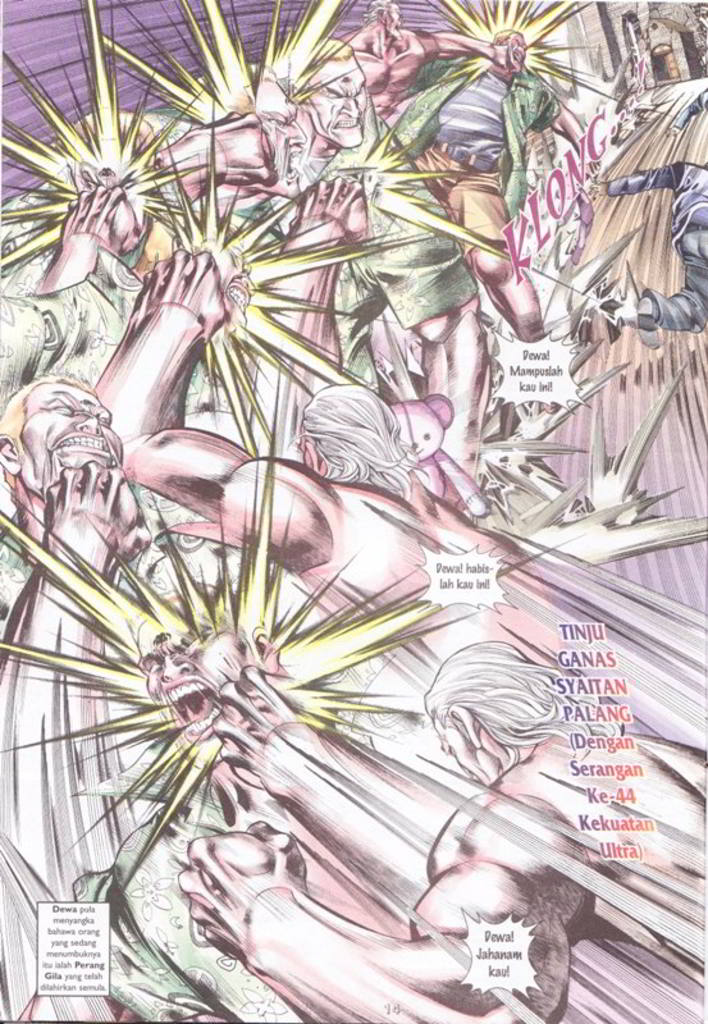 KLONG...!
Dewa!
Mampuslah
kau Ini!
Dewa! habis-
lah kau Ini!
TINJU
GANAS
SYAITAN
PALANG
(Dengan
Serangan
Ke-44
Kekuatan
Ultra)
Dewa pula
menyangka
bahawa orang
yang sedang
menumbuknya
itu ialah Perang
Gila yang telah
dilahirkan semula.
Dewa!
Jahanam
kau!
14